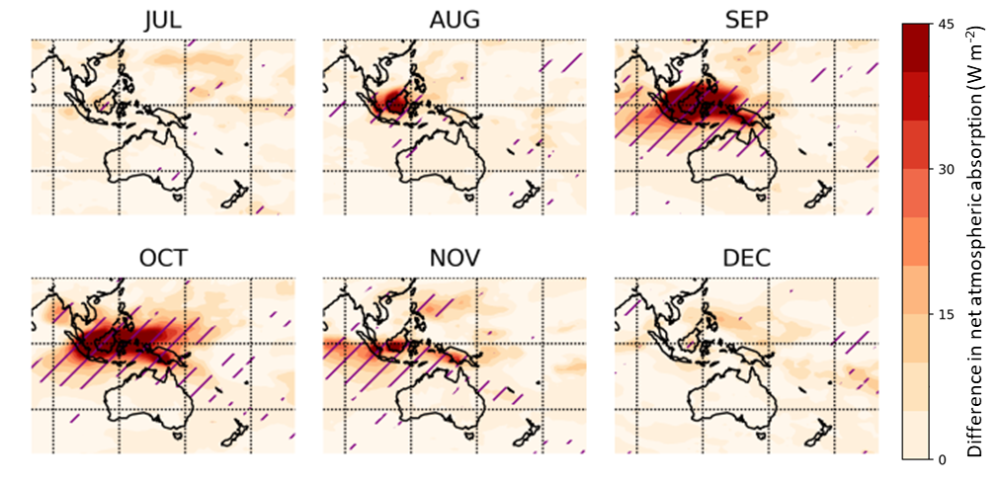 JUL
AUG
SEP
OCT
NOV
DEC
45
30
15
0
Difference in net atmospheric absorption (W m⁻²)